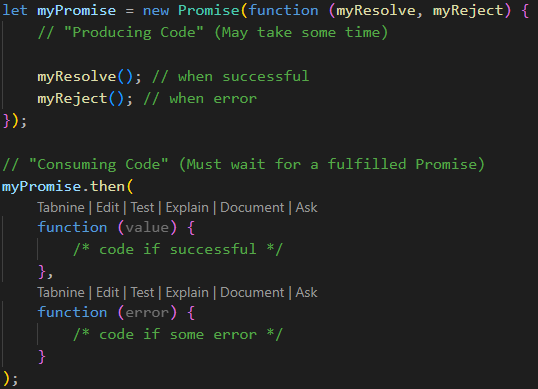 let myPromise = new Promise(function (myResolve, myReject) {
    // "Producing Code" (May take some time)

    myResolve(); // when successful
    myReject(); // when error
});

// "Consuming Code" (Must wait for a fulfilled Promise)
myPromise.then(
    Tabnine | Edit | Test | Explain | Document | Ask
    function (value) {
        /* code if successful */
    },
    Tabnine | Edit | Test | Explain | Document | Ask
    function (error) {
        /* code if some error */
    }
);